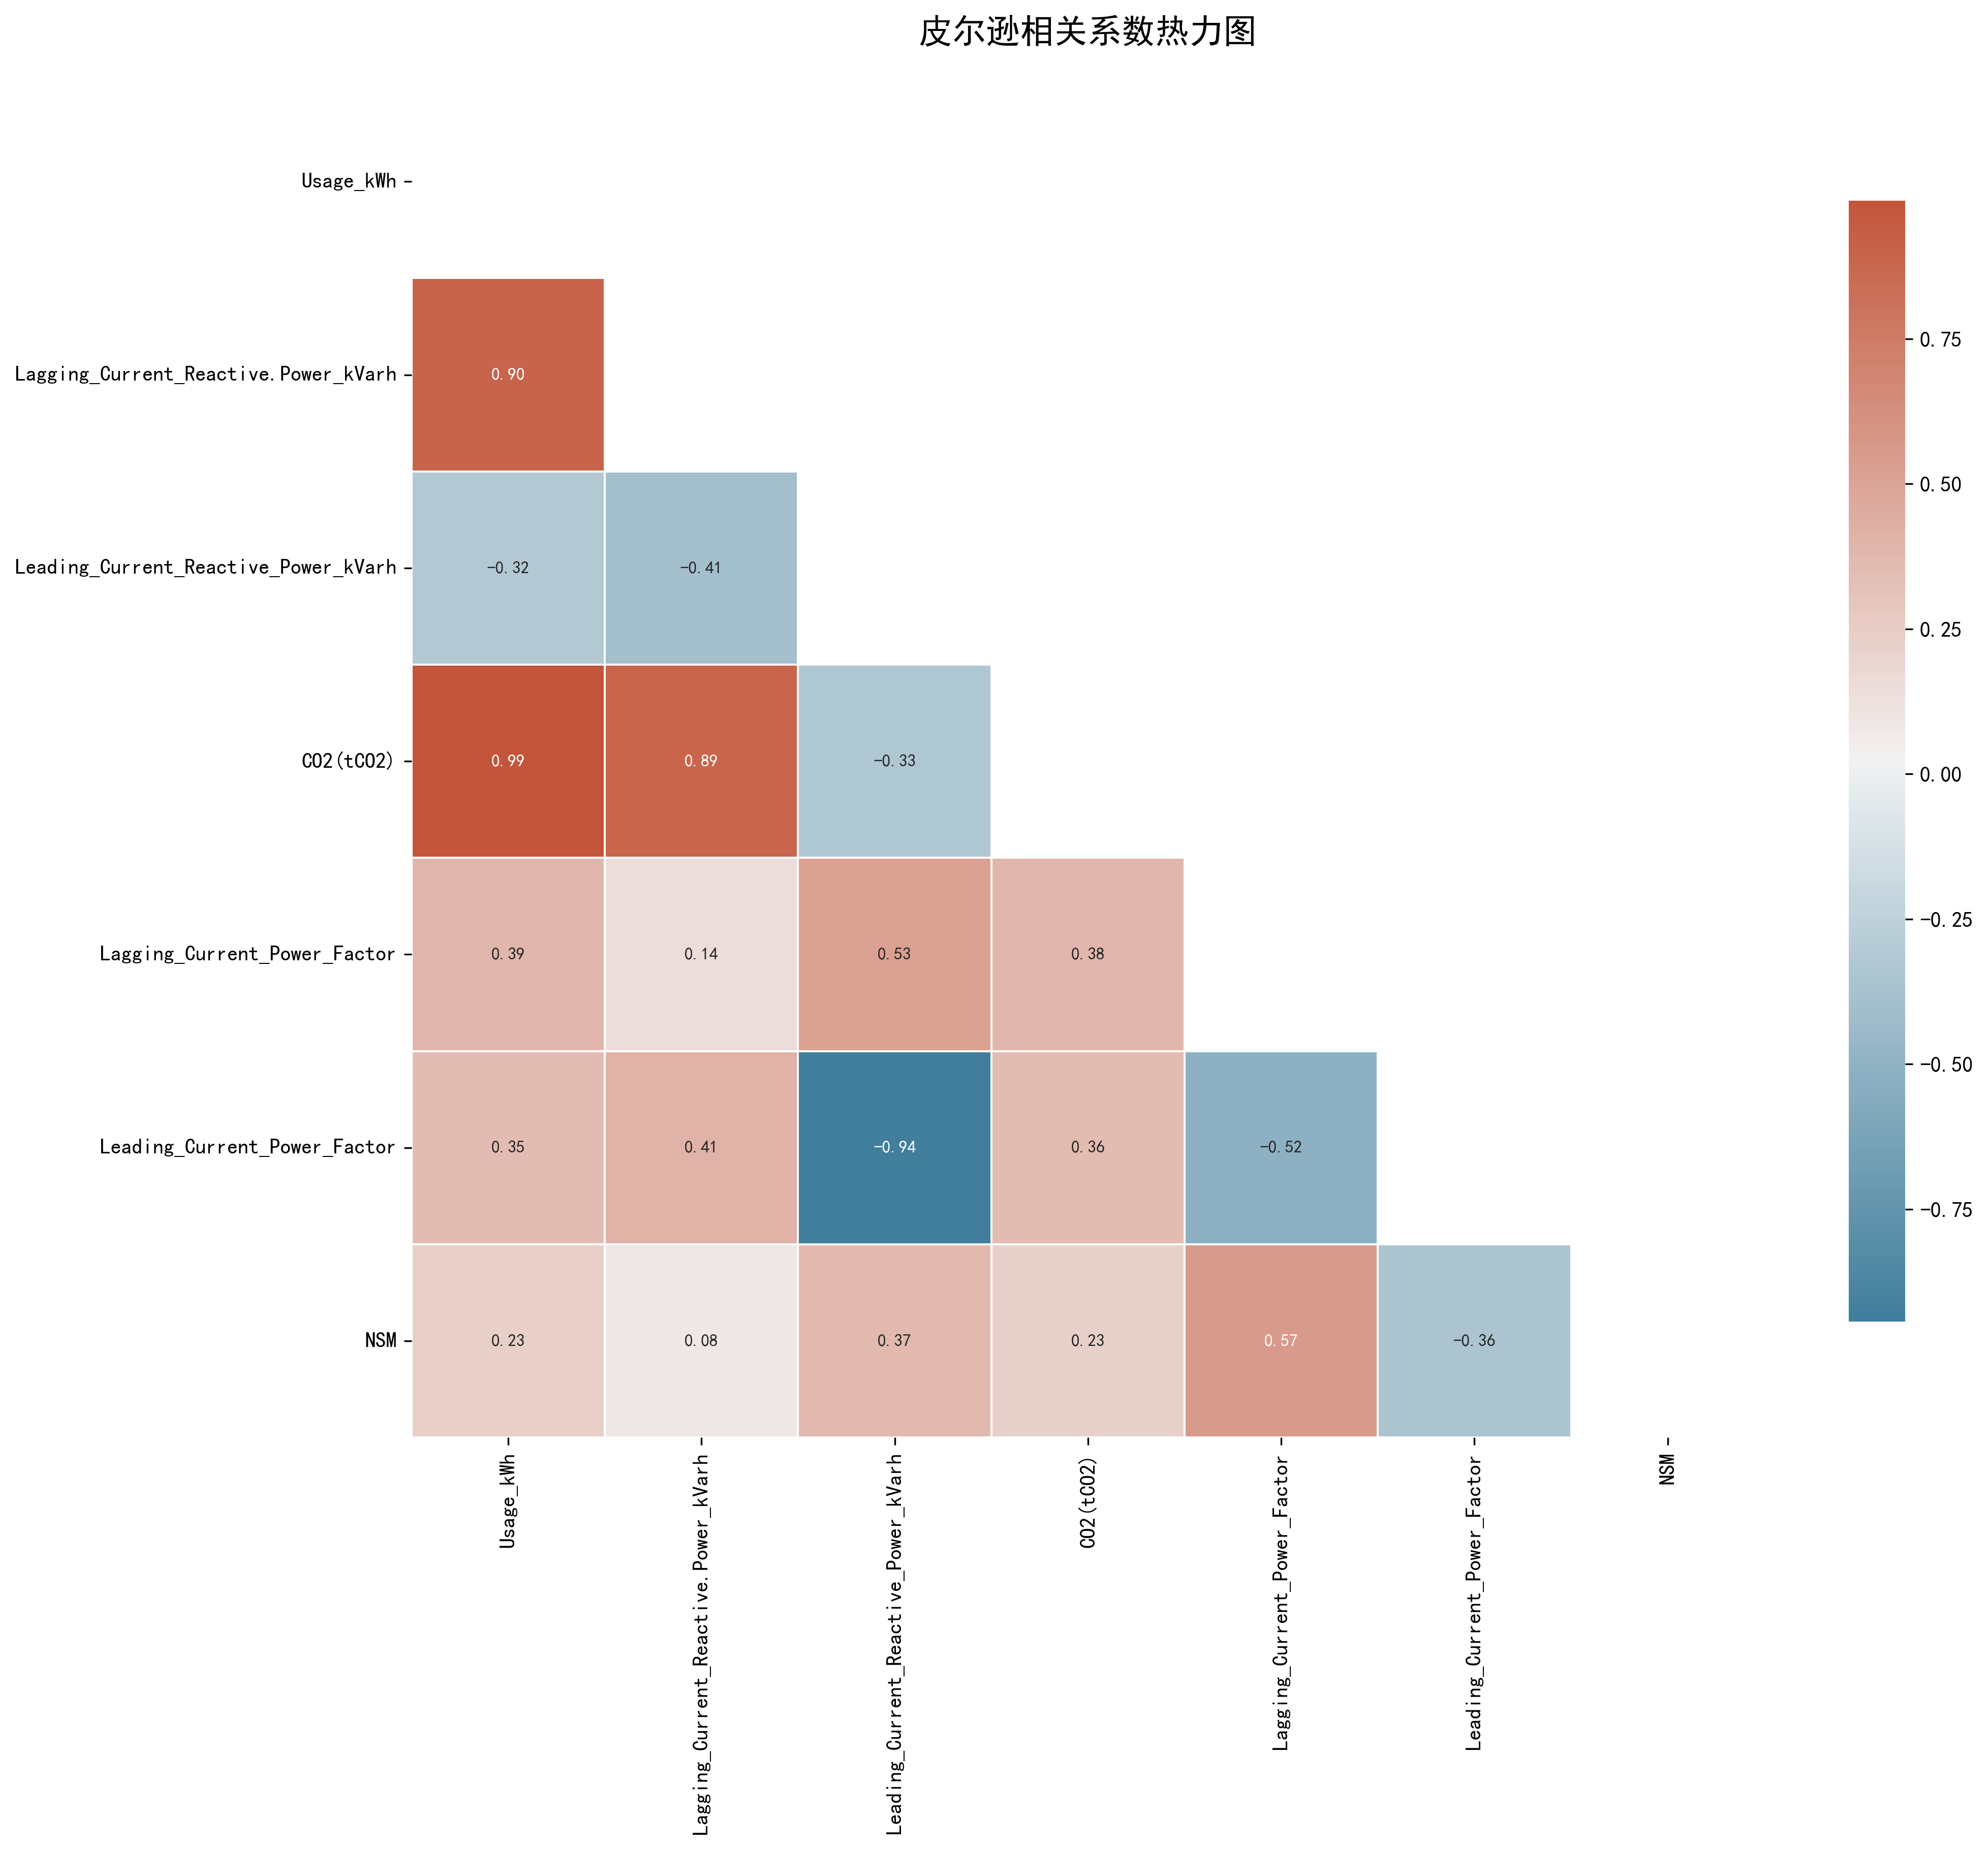 皮尔逊相关系数热力图
Usage_kWh
Lagging_Current_Reactive.Power_kVarh
0.90
Leading_Current_Reactive_Power_kVarh
-0.32 -0.41
CO2(tCO2)
0.99 0.89 -0.33
Lagging_Current_Power_Factor
0.39 0.14 0.53 0.38
Leading_Current_Power_Factor
0.35 0.41 -0.94 0.36 -0.52
NSM
0.23 0.08 0.37 0.23 0.57 -0.36
Usage_kWh
Lagging_Current_Reactive.Power_kVarh
Leading_Current_Reactive_Power_kVarh
CO2(tCO2)
Lagging_Current_Power_Factor
Leading_Current_Power_Factor
NSM
0.75
0.50
0.25
0.00
-0.25
-0.50
-0.75